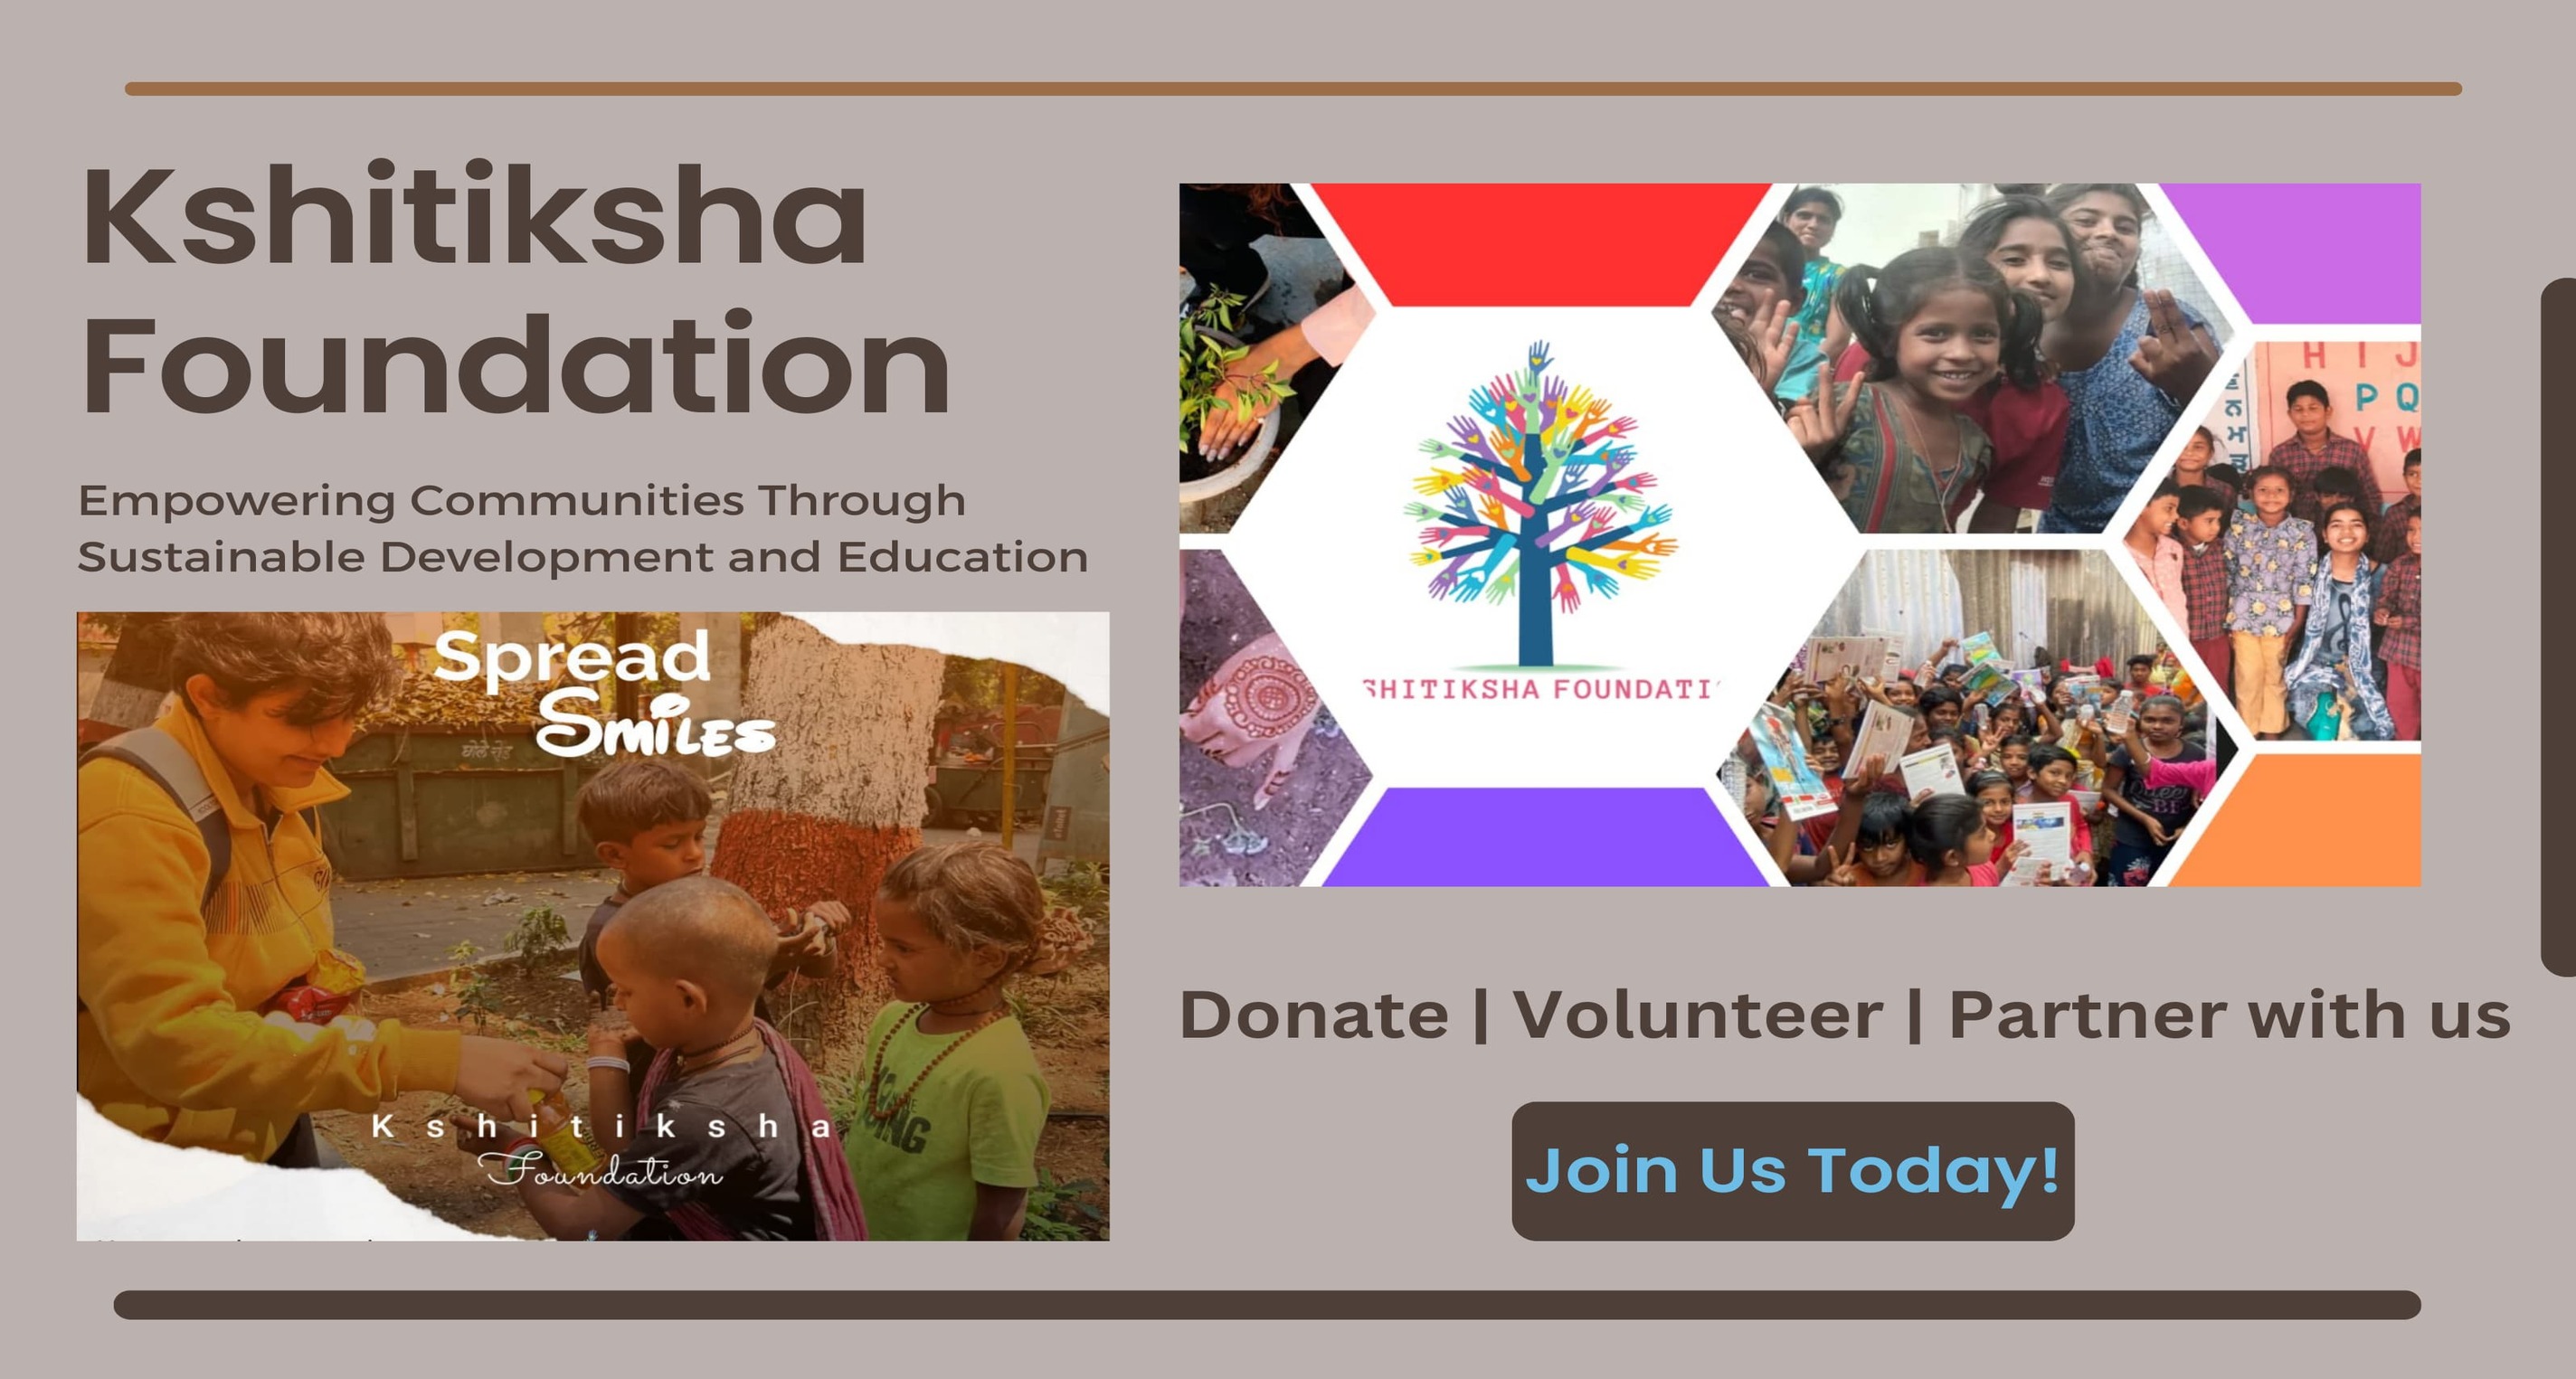 Kshitiksha
Foundation
Empowering Communities Through
Sustainable Development and Education
Spread
SMiLES
Kshitiksha
Foundation
SHITIKSHA FOUNDATI
H I J
P Q
V W
Donate | Volunteer | Partner with us
Join Us Today!